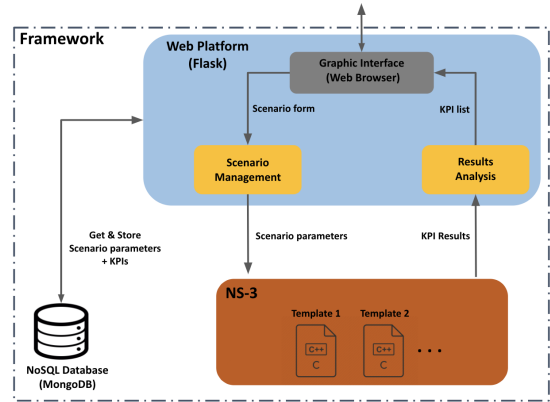 Framework
Web Platform
(Flask)
Graphic Interface
(Web Browser)
Scenario form
KPI list
Scenario
Management
Results
Analysis
Get & Store
Scenario parameters
+ KPIs
Scenario parameters
KPI Results
NS-3
Template 1
Template 2
C++
C
C++
C
...
NoSQL Database
(MongoDB)